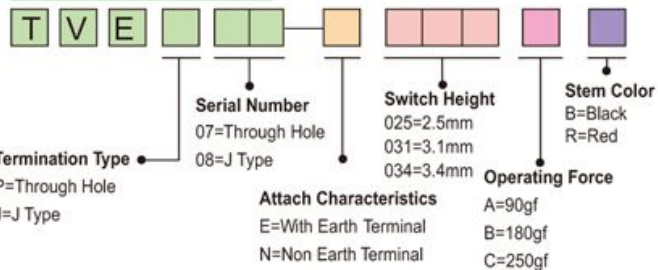 T V E
Termination Type
P=Through Hole
J=J Type
Serial Number
07=Through Hole
08=J Type
Attach Characteristics
E=With Earth Terminal
N=Non Earth Terminal
Switch Height
025=2.5mm
031=3.1mm
034=3.4mm
Operating Force
A=90gf
B=180gf
C=250gf
Stem Color
B=Black
R=Red